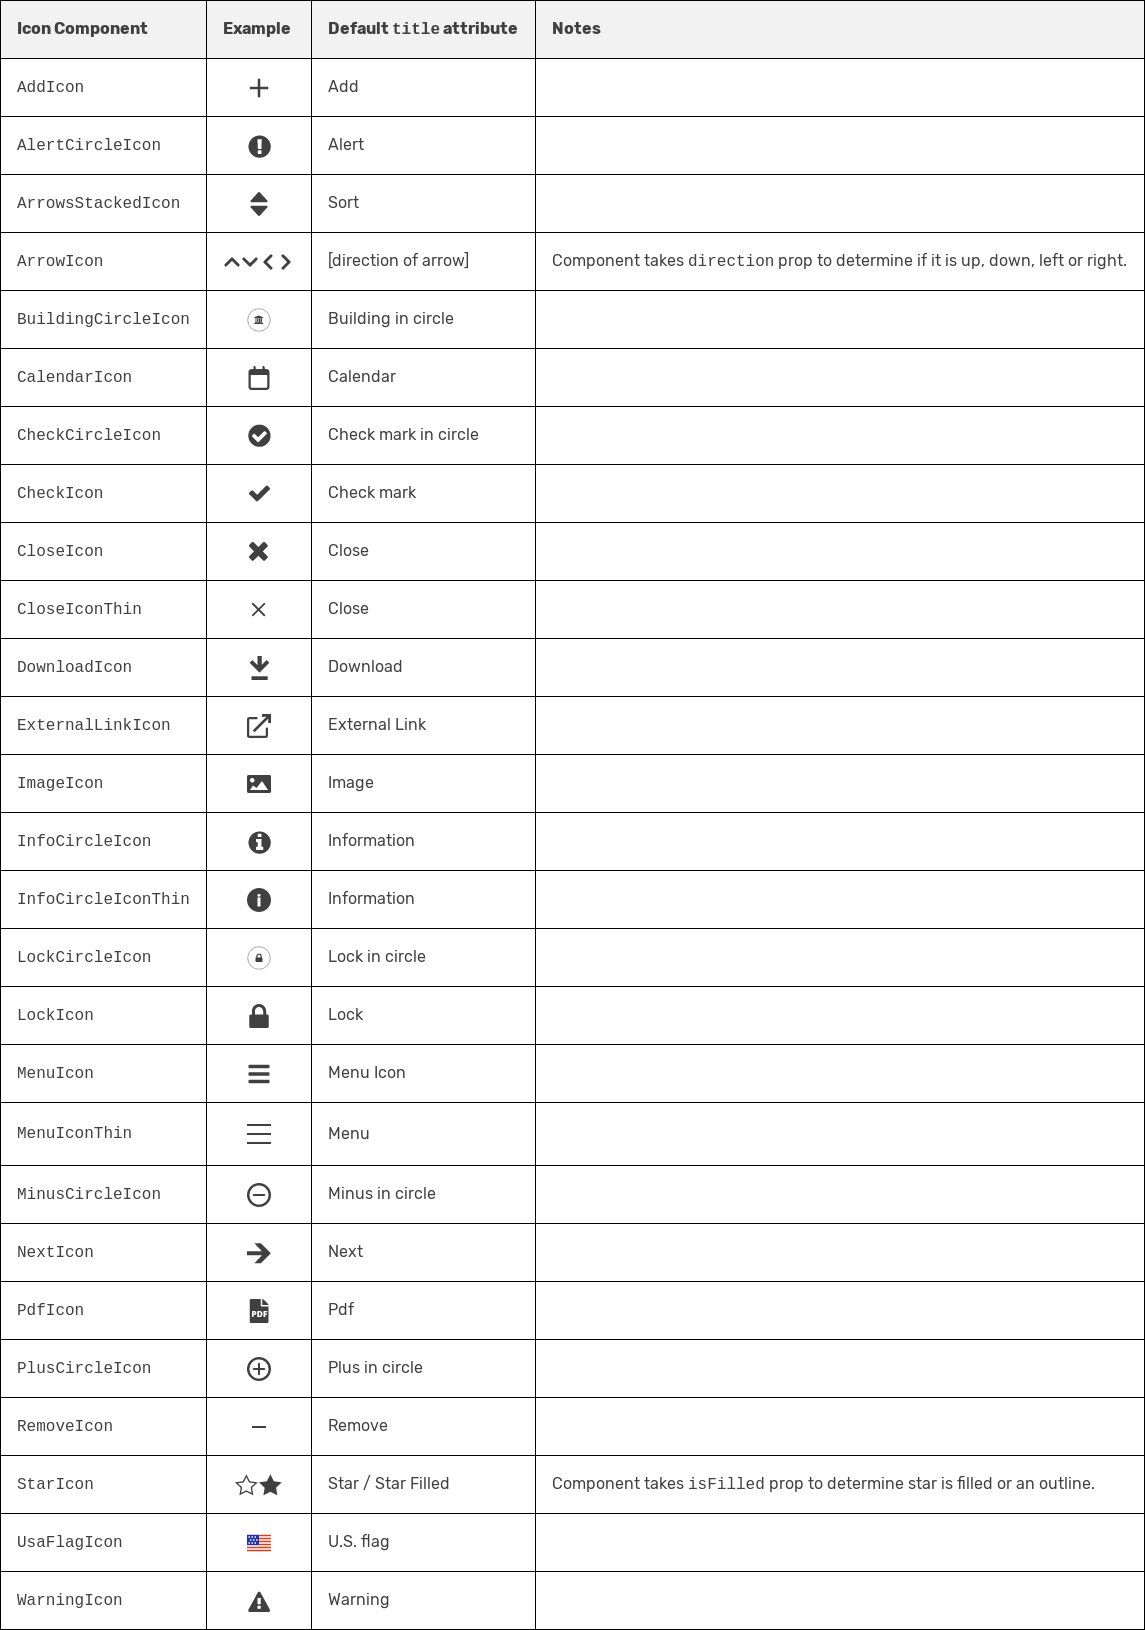 Icon Component Example Default title attribute Notes
AddIcon Add
AlertCircleIcon Alert
ArrowsStackedIcon Sort
ArrowIcon [direction of arrow] Component takes direction prop to determine if it is up, down, left or right.
BuildingCircleIcon Building in circle
CalendarIcon Calendar
CheckCircleIcon Check mark in circle
CheckIcon Check mark
CloseIcon Close
CloseIconThin Close
DownloadIcon Download
ExternalLinkIcon External Link
ImageIcon Image
InfoCircleIcon Information
InfoCircleIconThin Information
LockCircleIcon Lock in circle
LockIcon Lock
MenuIcon Menu Icon
MenuIconThin Menu
MinusCircleIcon Minus in circle
NextIcon Next
PdfIcon PDF Pdf
PlusCircleIcon Plus in circle
RemoveIcon Remove
StarIcon Star / Star Filled Component takes isFilled prop to determine star is filled or an outline.
UsaFlagIcon U.S. flag
WarningIcon Warning